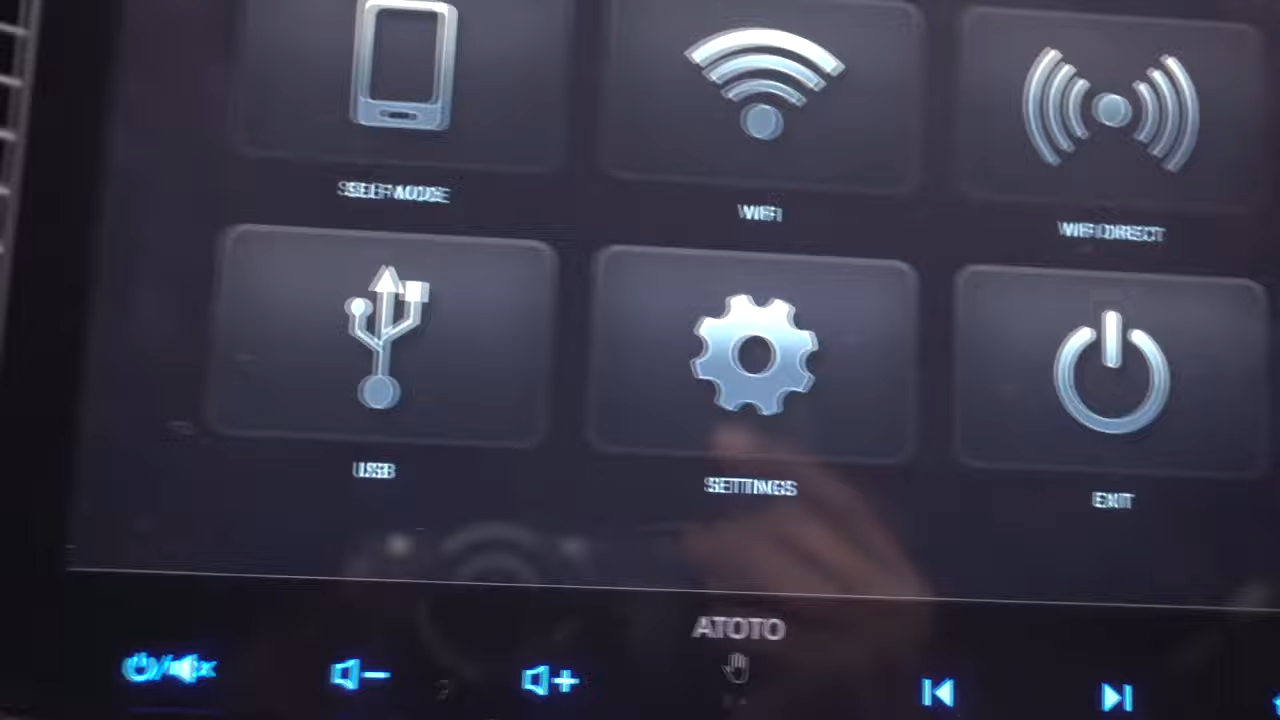 SELF MODE
WIFI
WIFI DIRECT
USB
SETTINGS
EXIT
ATOTO